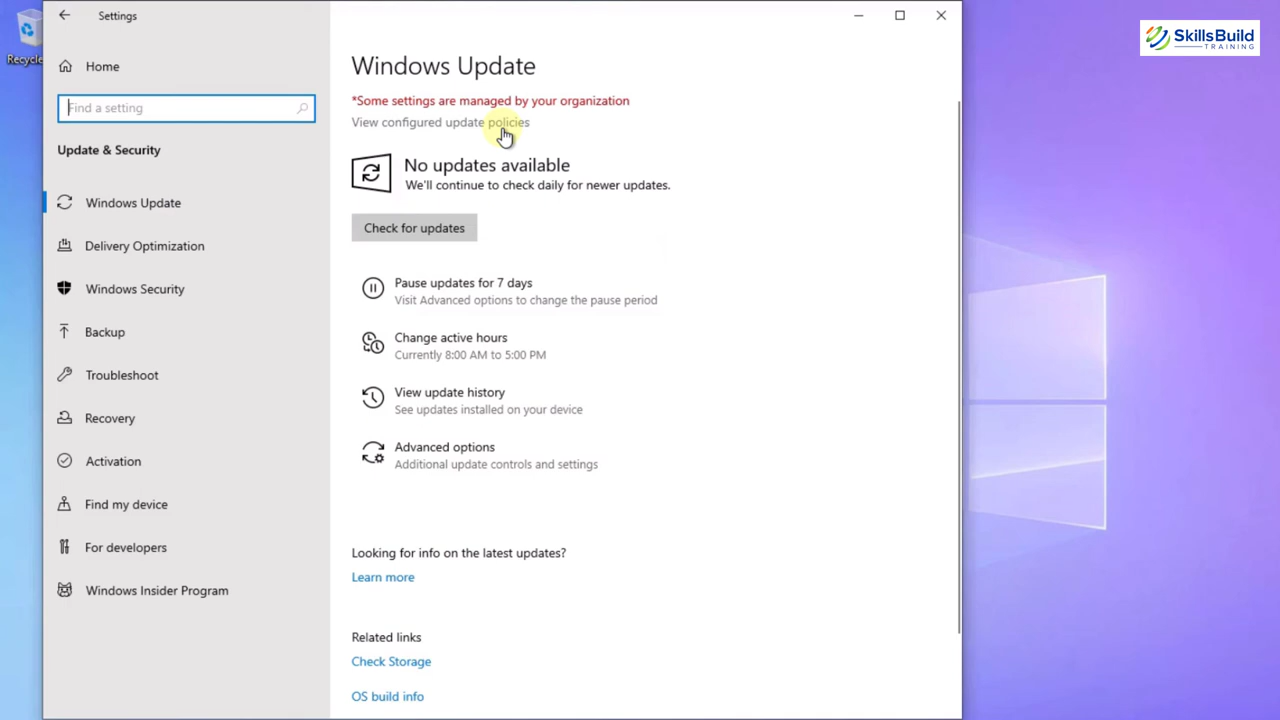 Settings
SkillsBuild
TRAINING
Recycle
Home
Find a setting
Update & Security
Windows Update
Delivery Optimization
Windows Security
Backup
Troubleshoot
Recovery
Activation
Find my device
For developers
Windows Insider Program
Windows Update
*Some settings are managed by your organization
View configured update policies
No updates available
We'll continue to check daily for newer updates.
Check for updates
Pause updates for 7 days
Visit Advanced options to change the pause period
Change active hours
Currently 8:00 AM to 5:00 PM
View update history
See updates installed on your device
Advanced options
Additional update controls and settings
Looking for info on the latest updates?
Learn more
Related links
Check Storage
OS build info